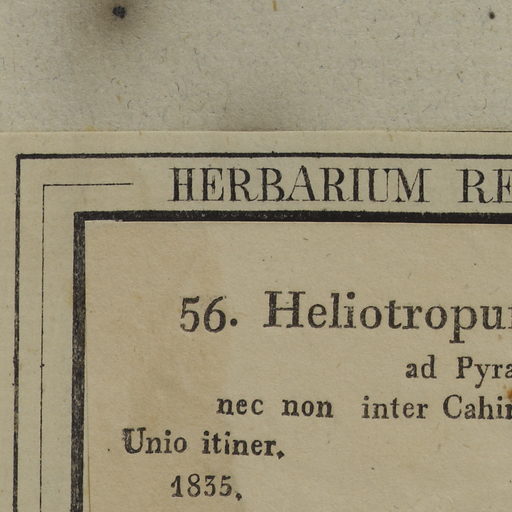 HERBARIUM RE
56. Heliotropu
ad Pyra
nec non inter Cahi
Unio itiner.
1835.